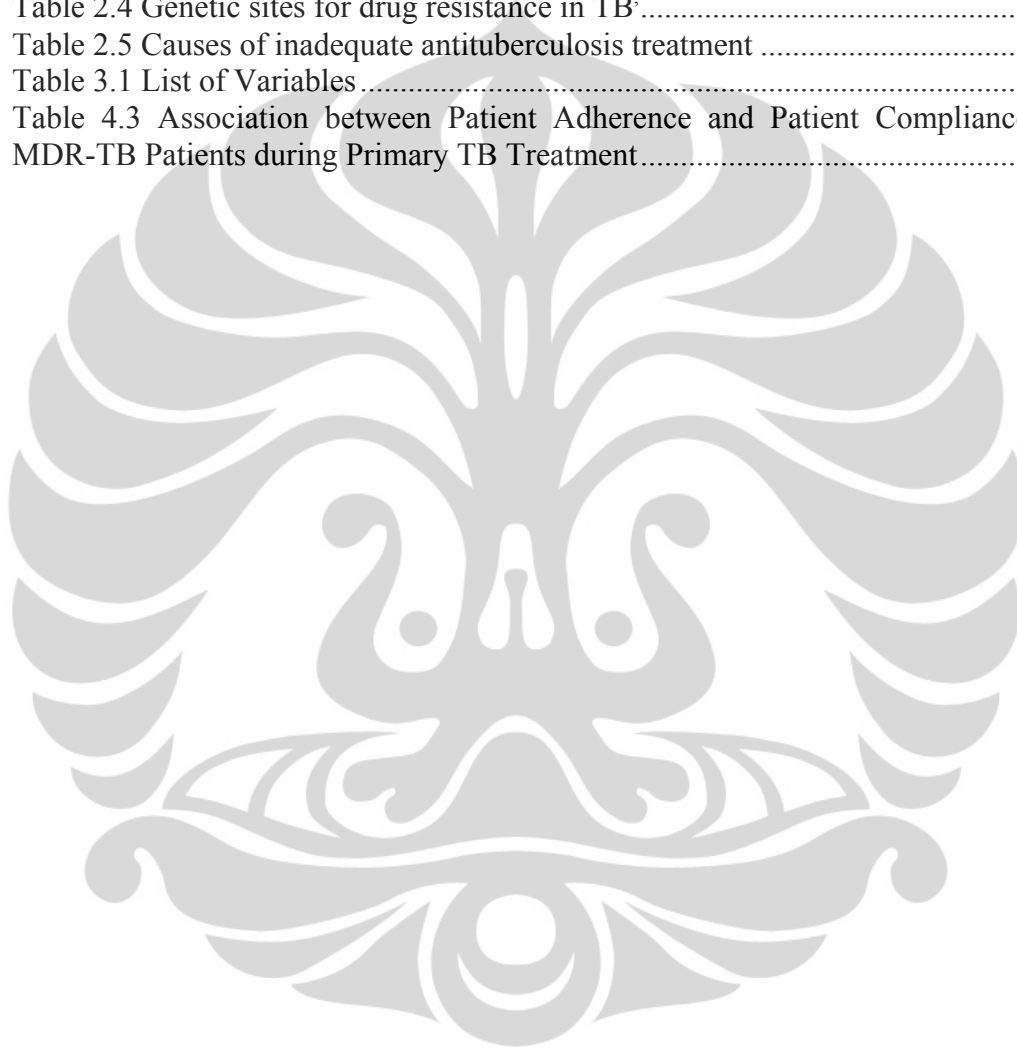 Table 2.4 Genetic sites for drug resistance in TB,....................................................
Table 2.5 Causes of inadequate antituberculosis treatment ...................................
Table 3.1 List of Variables.....................................................................................
Table 4.3 Association between Patient Adherence and Patient Compliance
MDR-TB Patients during Primary TB Treatment..................................................